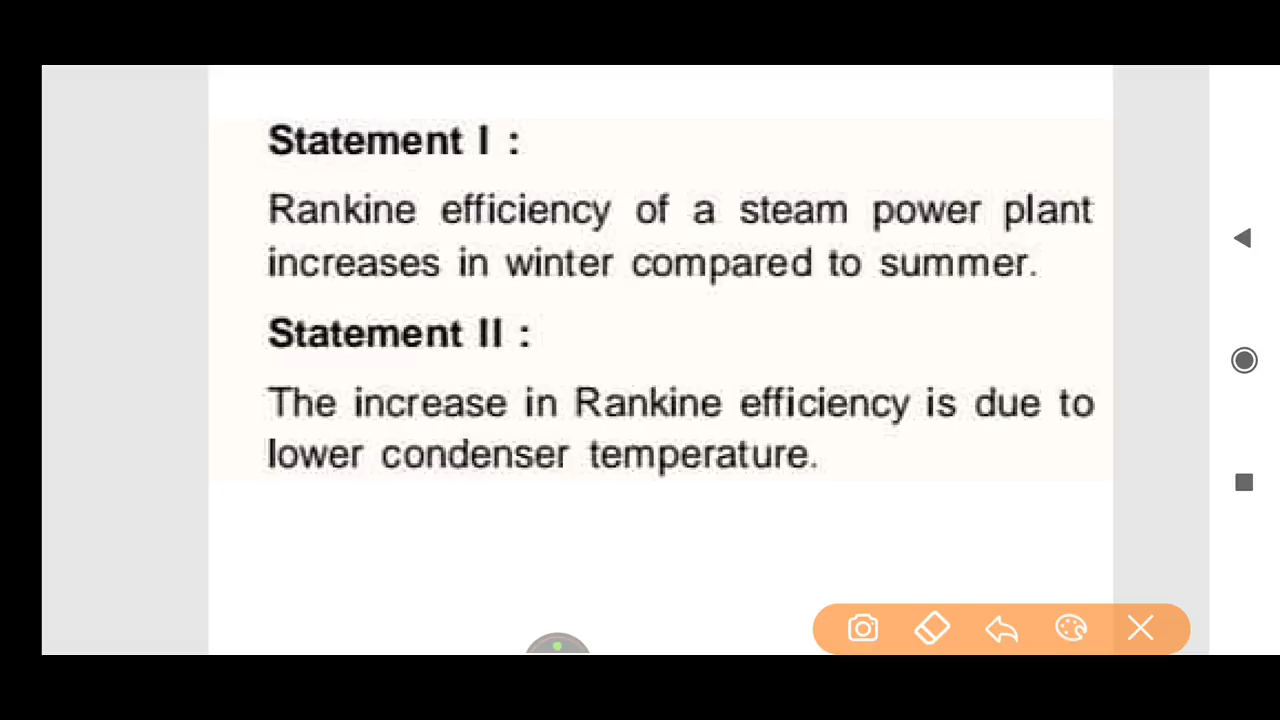 Statement I :
Rankine efficiency of a steam power plant
increases in winter compared to summer.
Statement II :
The increase in Rankine efficiency is due to
lower condenser temperature.